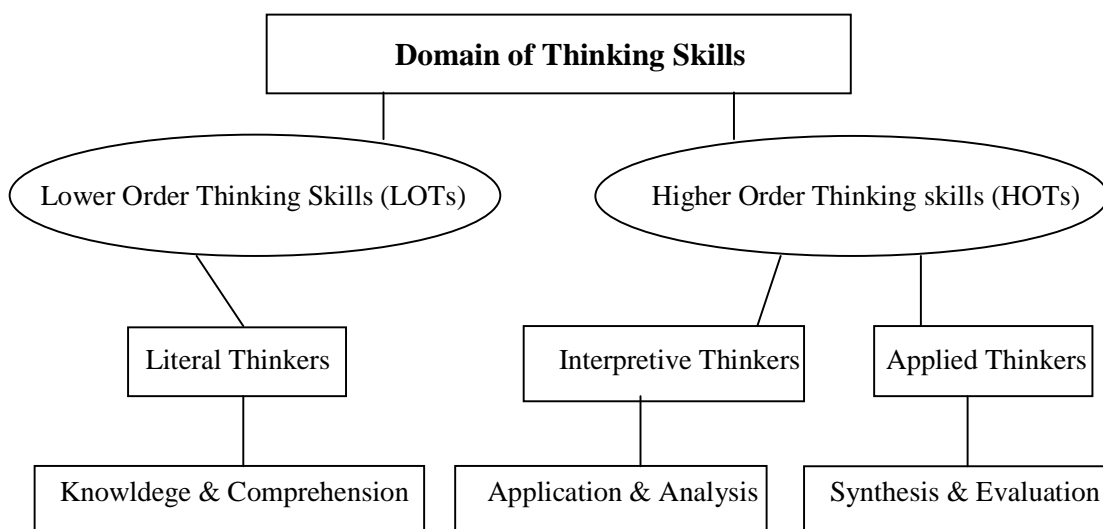 Domain of Thinking Skills
Lower Order Thinking Skills (LOTs)
Higher Order Thinking skills (HOTs)
Literal Thinkers
Interpretive Thinkers
Applied Thinkers
Knowldege & Comprehension
Application & Analysis
Synthesis & Evaluation